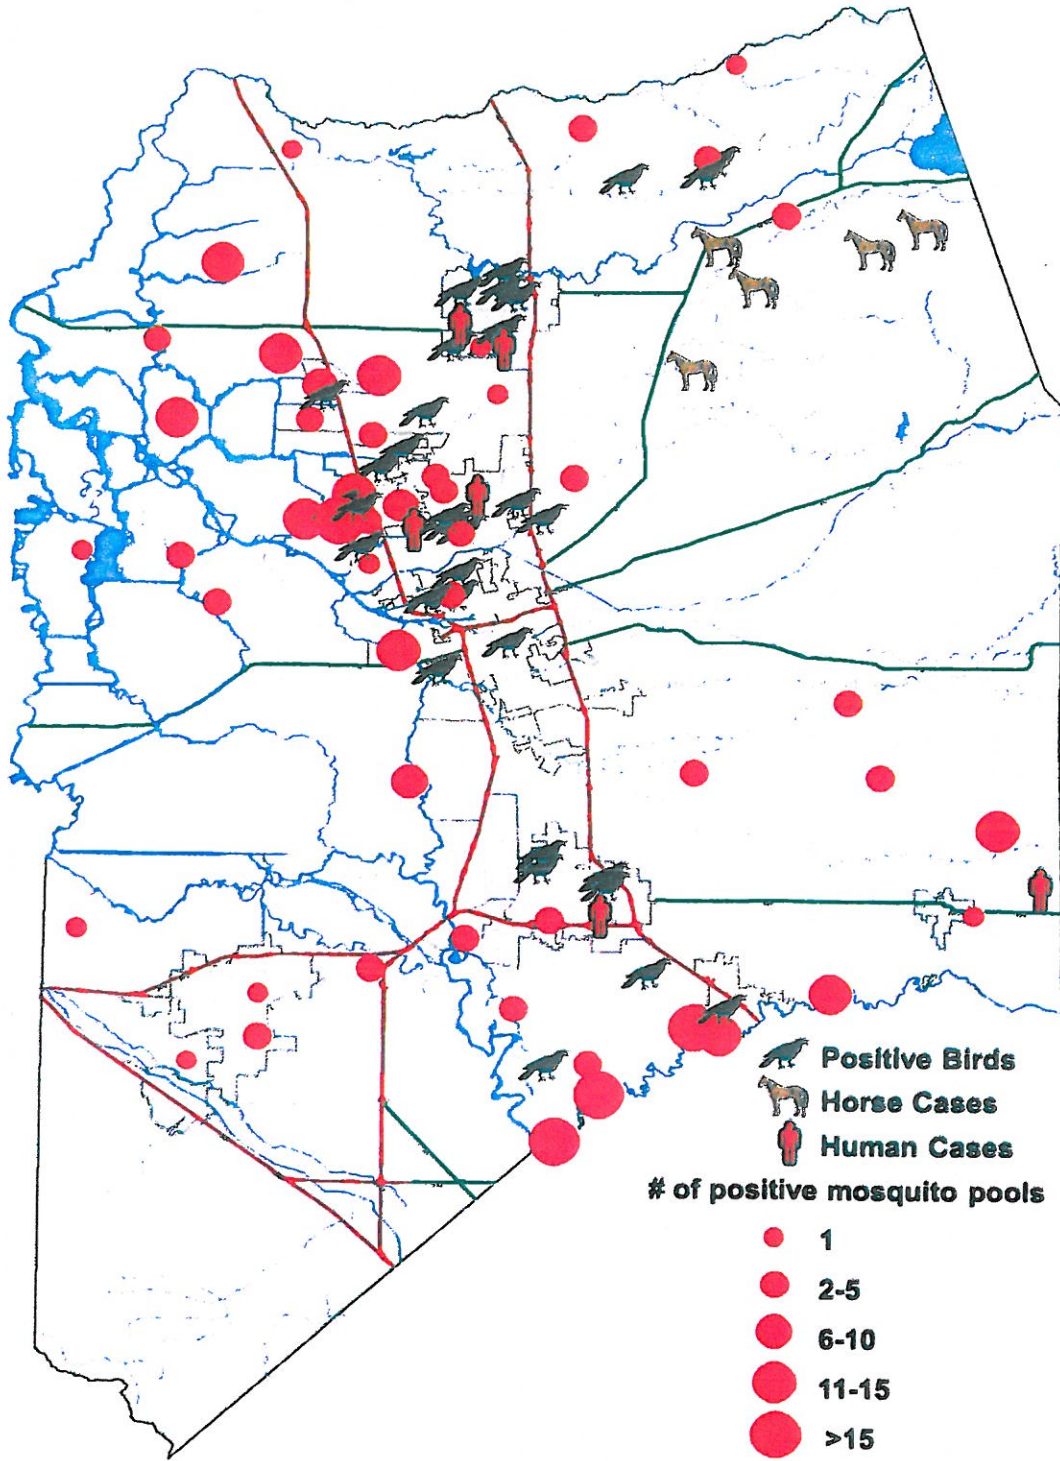 Positive Birds
Horse Cases
Human Cases
# of positive mosquito pools
1
2-5
6-10
11-15
>15